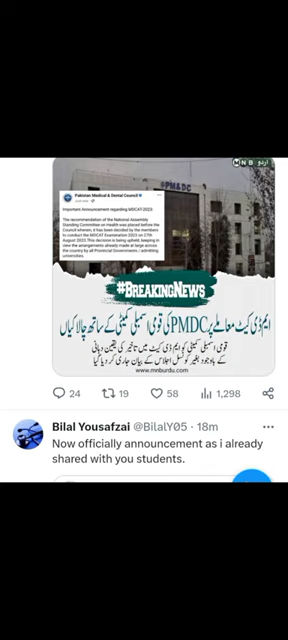 MNB اردو
PM&DC
Pakistan Medical & Dental Council
Important Announcement regarding MDCAT-2023
The recommendation of the National Assembly
Standing Committee on Health was placed before the
Council wherein, it has been decided by the members
to conduct the MDCAT Examination 2023 on 27th
August 2023.This decision is being upheld, keeping in
view the arrangements already made at large across
the country by all Provincial Governments / admitting
universities.
#BREAKINGNEWS
ایم ڈی کیٹ معاملے پر PMDC کی قومی اسمبلی کمیٹی کے ساتھ چالاکیاں
قومی اسمبلی کمیٹی کو ایم ڈی کیٹ میں تاخیر کی یقین دہانی
کے باوجود بغیر کونسل اجلاس کے بیان جاری کر دیا گیا
www.mnburdu.com
24 19 58 1,298
Bilal Yousafzai @BilalY05 · 18m
Now officially announcement as i already
shared with you students.